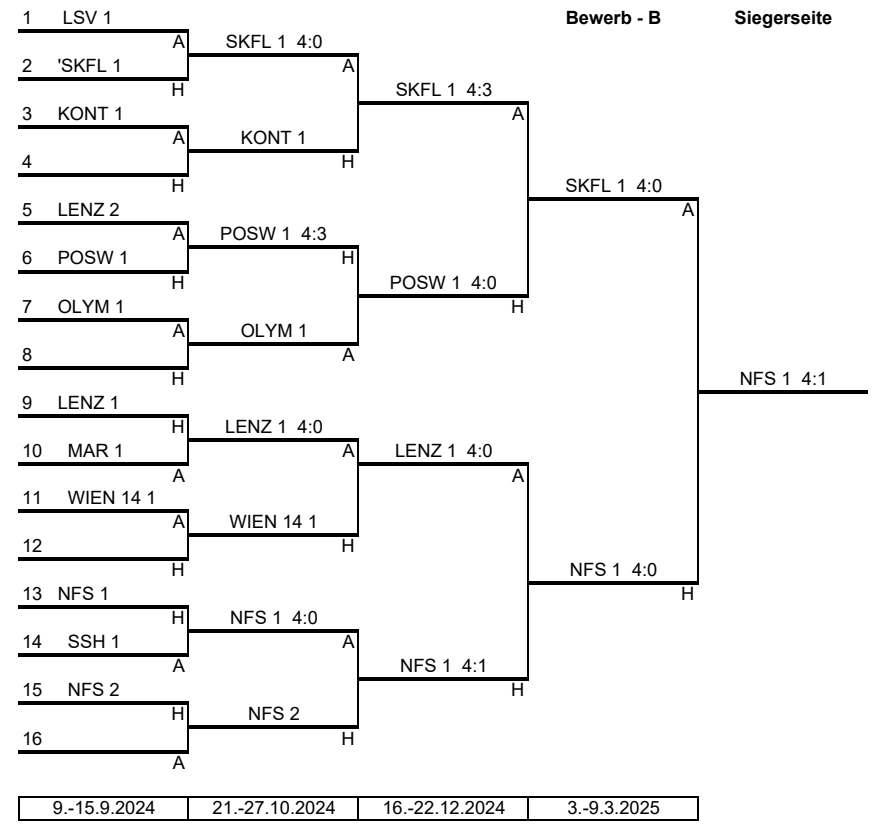 1 LSV 1 Bewerb - B Siegerseite
A SKFL 1 4:0
2 'SKFL 1 A
H SKFL 1 4:3
3 KONT 1 A
A KONT 1
4 H
H SKFL 1 4:0
5 LENZ 2 A
A POSW 1 4:3
6 POSW 1 H
H POSW 1 4:0
7 OLYM 1 H
A OLYM 1
8 A
H NFS 1 4:1
9 LENZ 1
H LENZ 1 4:0
10 MAR 1 A LENZ 1 4:0
A A
11 WIEN 14 1
A WIEN 14 1
12 H
H NFS 1 4:0
13 NFS 1 H
H NFS 1 4:0
14 SSH 1 A
A NFS 1 4:1
15 NFS 2 H
H NFS 2
16 H
A
9.-15.9.2024 21.-27.10.2024 16.-22.12.2024 3.-9.3.2025